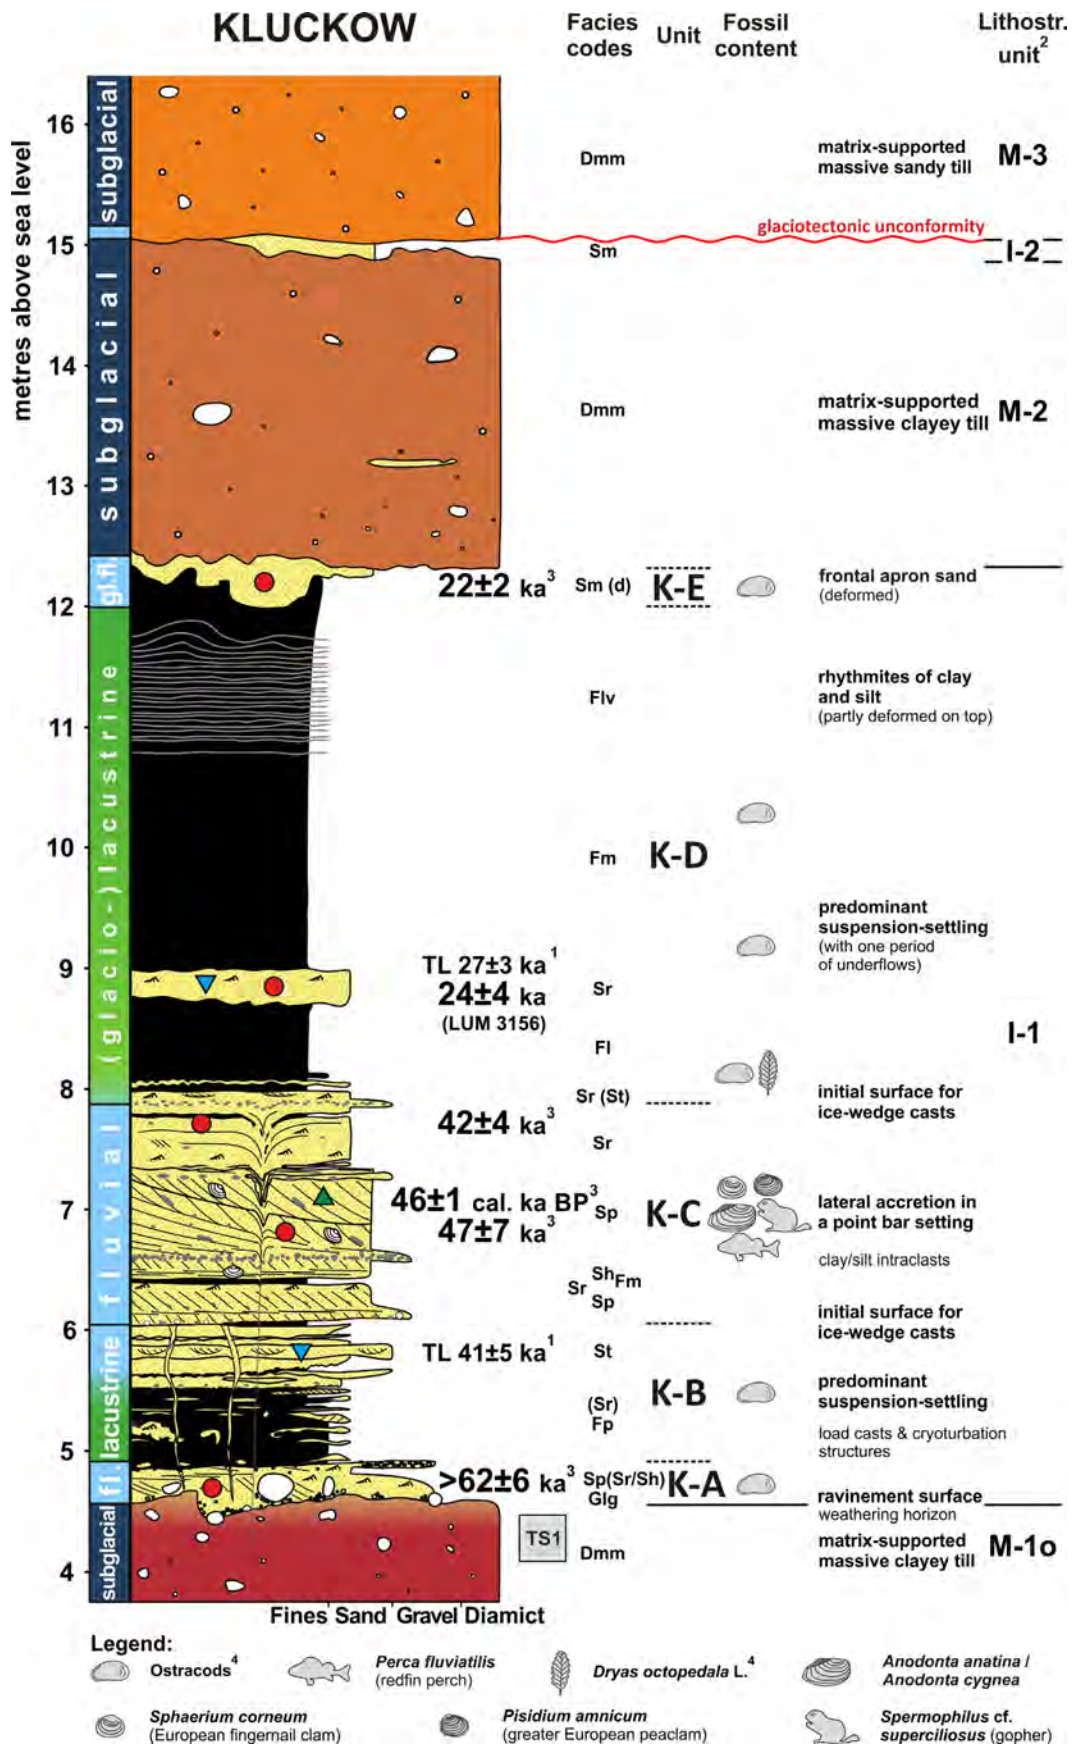 KLUCKOW
Facies codes
Unit
Fossil content
Lithostr. unit²
metres above sea level
16
subglacial
Dmm
matrix-supported
massive sandy till
M-3
glaciotectonic unconformity
15
Sm
I-2
subglacial
14
Dmm
matrix-supported
massive clayey till
M-2
13
gl.fl.
22±2 ka³
Sm (d)
K-E
frontal apron sand
(deformed)
12
(glacio-)lacustrine
Flv
rhythmites of clay
and silt
(partly deformed on top)
11
10
Fm
K-D
predominant
suspension-settling
(with one period
of underflows)
9
TL 27±3 ka¹
24±4 ka
(LUM 3156)
Sr
I-1
Fl
8
Sr (St)
initial surface for
ice-wedge casts
fluvial
42±4 ka³
Sr
7
46±1 cal. ka BP³
47±7 ka³
Sp
K-C
lateral accretion in
a point bar setting
clay/silt intraclasts
Sh
Sr
Fm
Sp
6
initial surface for
ice-wedge casts
lacustrine
TL 41±5 ka¹
St
K-B
predominant
suspension-settling
(Sr)
Fp
load casts & cryoturbation
structures
5
fl.
>62±6 ka³
Sp(Sr/Sh)
Glg
K-A
ravinement surface
weathering horizon
subglacial
TS1
Dmm
matrix-supported
massive clayey till
M-1o
4
Fines Sand Gravel Diamict
Legend:
Ostracods⁴
Perca fluviatilis
(redfin perch)
Dryas octopedala L.⁴
Anodonta anatina /
Anodonta cygnea
Sphaerium corneum
(European fingernail clam)
Pisidium amnicum
(greater European peaclam)
Spermophilus cf.
superciliosus (gopher)